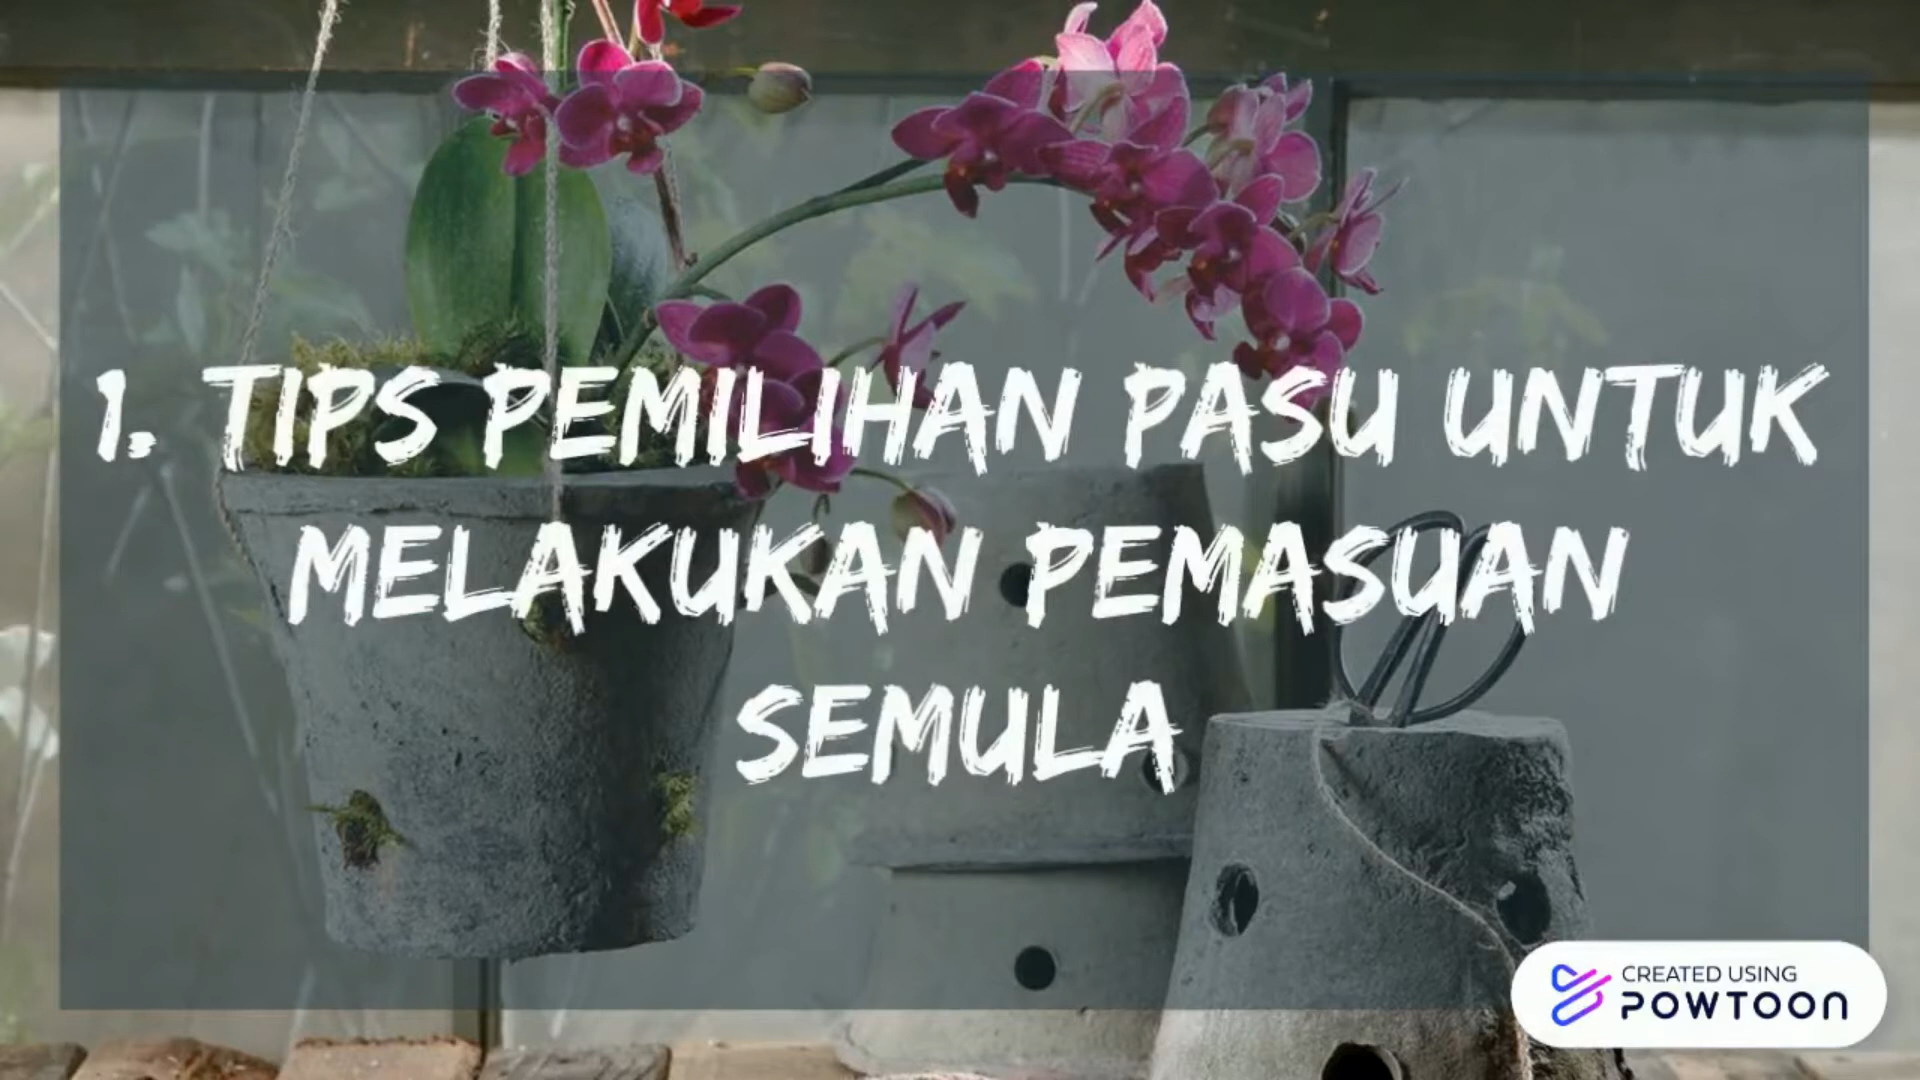 1. TIPS PEMILIHAN PASU UNTUK
MELAKUKAN PEMASUAN
SEMULA
CREATED USING
POWTOON